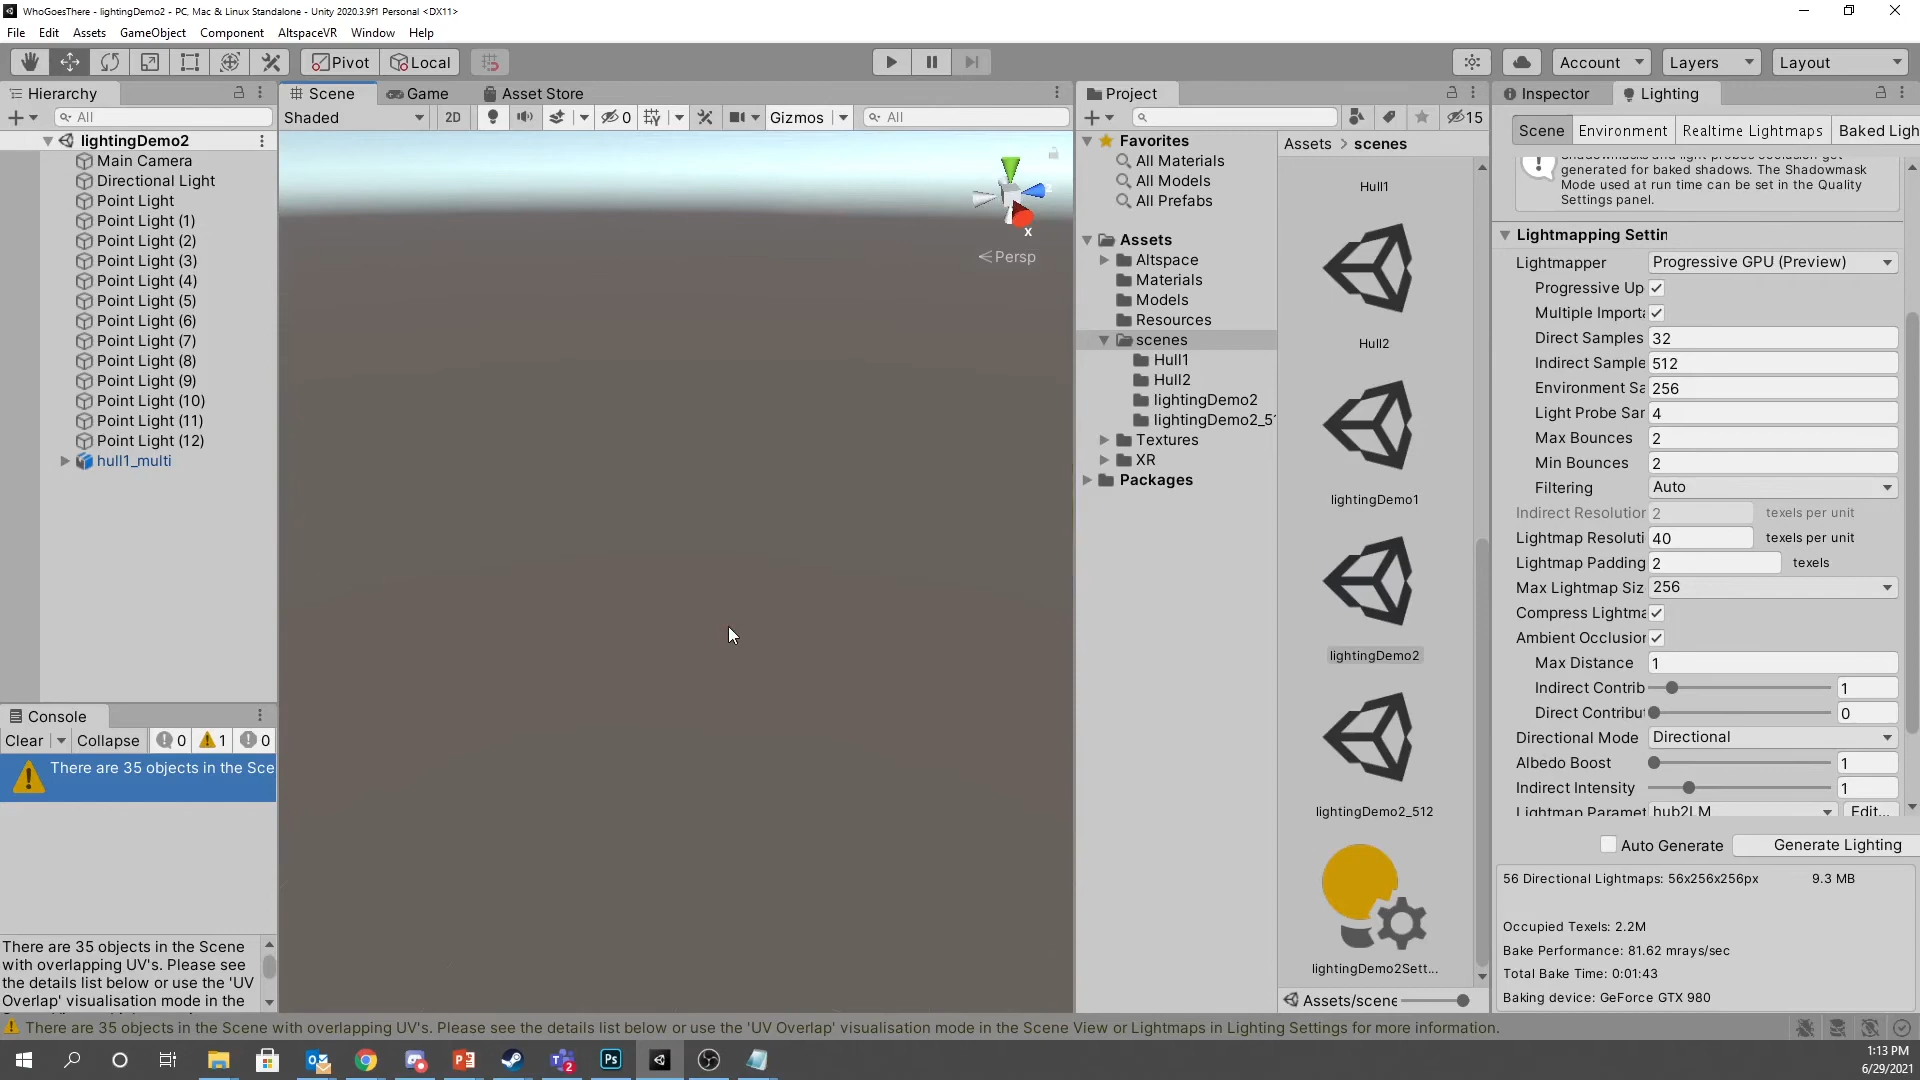 WhoGoesThere - lightingDemo2 - PC, Mac & Linux Standalone - Unity 2020.3.9f1 Personal <DX11>
File Edit Assets GameObject Component AltspaceVR Window Help
Pivot Local Account Layers Layout
Hierarchy
All
lightingDemo2
Main Camera
Directional Light
Point Light
Point Light (1)
Point Light (2)
Point Light (3)
Point Light (4)
Point Light (5)
Point Light (6)
Point Light (7)
Point Light (8)
Point Light (9)
Point Light (10)
Point Light (11)
Point Light (12)
hull1_multi
Scene Game Asset Store
Shaded 2D 0 Gizmos All
x
Persp
Console
Clear Collapse 0 1 0
There are 35 objects in the Sce
There are 35 objects in the Scene
with overlapping UV's. Please see
the details list below or use the 'UV
Overlap' visualisation mode in the
Project
15
Favorites
All Materials
All Models
All Prefabs
Assets
Altspace
Materials
Models
Resources
scenes
Hull1
Hull2
lightingDemo2
lightingDemo2_51
Textures
XR
Packages
Assets > scenes
Hull1
Hull2
lightingDemo1
lightingDemo2
lightingDemo2_512
lightingDemo2Sett...
Assets/scene
Inspector Lighting
Scene Environment Realtime Lightmaps Baked Ligh
Shadowmasks and light probes occlusion get
generated for baked shadows. The Shadowmask
Mode used at run time can be set in the Quality
Settings panel.
Lightmapping Settin
Lightmapper Progressive GPU (Preview)
Progressive Up
Multiple Importa
Direct Samples 32
Indirect Sample 512
Environment Sa 256
Light Probe Sar 4
Max Bounces 2
Min Bounces 2
Filtering Auto
Indirect Resolution 2 texels per unit
Lightmap Resoluti 40 texels per unit
Lightmap Padding 2 texels
Max Lightmap Siz 256
Compress Lightma
Ambient Occlusion
Max Distance 1
Indirect Contrib 1
Direct Contribut 0
Directional Mode Directional
Albedo Boost 1
Indirect Intensity 1
Lightmap Paramet hub2LM Edit...
Auto Generate Generate Lighting
56 Directional Lightmaps: 56x256x256px 9.3 MB
Occupied Texels: 2.2M
Bake Performance: 81.62 mrays/sec
Total Bake Time: 0:01:43
Baking device: GeForce GTX 980
There are 35 objects in the Scene with overlapping UV's. Please see the details list below or use the 'UV Overlap' visualisation mode in the Scene View or Lightmaps in Lighting Settings for more information.
1:13 PM
6/29/2021